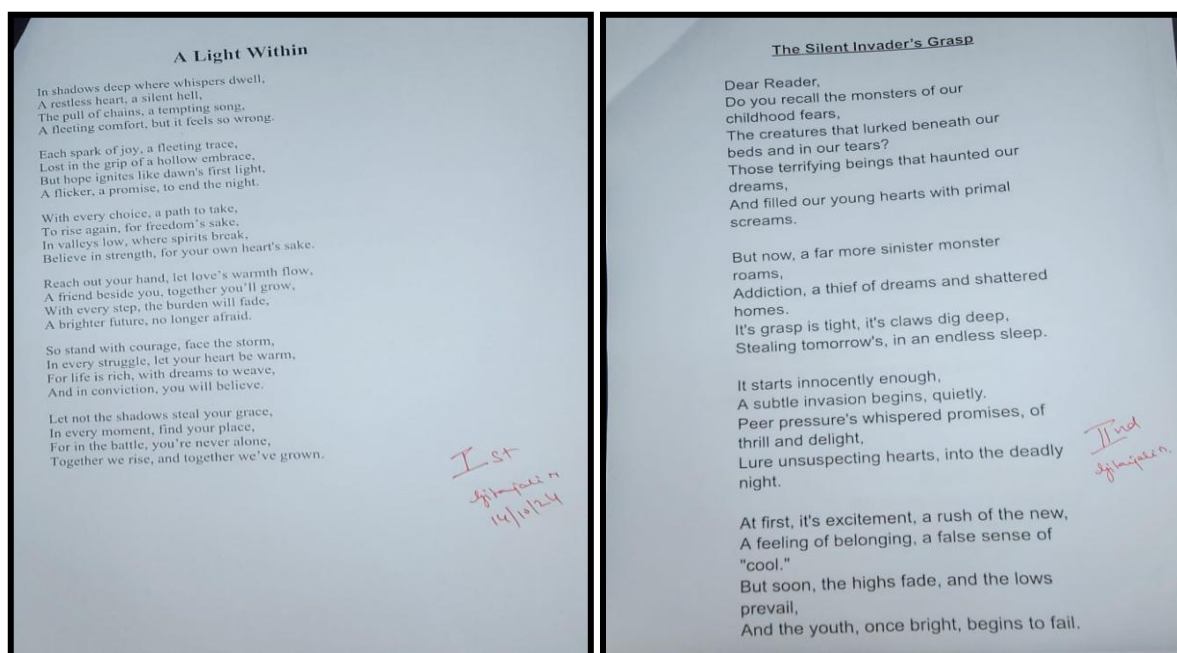 A Light Within
In shadows deep where whispers dwell,
A restless heart, a silent hell,
The pull of chains, a tempting song,
A fleeting comfort, but it feels so wrong.
Each spark of joy, a fleeting trace,
Lost in the grip of a hollow embrace,
But hope ignites like dawn's first light,
A flicker, a promise, to end the night.
With every choice, a path to take,
To rise again, for freedom's sake,
In valleys low, where spirits break,
Believe in strength, for your own heart's sake.
Reach out your hand, let love's warmth flow,
A friend beside you, together you'll grow,
With every step, the burden will fade,
A brighter future, no longer afraid.
So stand with courage, face the storm,
In every struggle, let your heart be warm,
For life is rich, with dreams to weave,
And in conviction, you will believe.
Let not the shadows steal your grace,
In every moment, find your place,
For in the battle, you're never alone,
Together we rise, and together we've grown.
Ist
Gitanjali n
14/10/24
The Silent Invader's Grasp
Dear Reader,
Do you recall the monsters of our
childhood fears,
The creatures that lurked beneath our
beds and in our tears?
Those terrifying beings that haunted our
dreams,
And filled our young hearts with primal
screams.
But now, a far more sinister monster
roams,
Addiction, a thief of dreams and shattered
homes.
It's grasp is tight, it's claws dig deep,
Stealing tomorrow's, in an endless sleep.
It starts innocently enough,
A subtle invasion begins, quietly.
Peer pressure's whispered promises, of
thrill and delight,
Lure unsuspecting hearts, into the deadly
night.
At first, it's excitement, a rush of the new,
A feeling of belonging, a false sense of
"cool."
But soon, the highs fade, and the lows
prevail,
And the youth, once bright, begins to fail.
IInd
Gitanjali n.